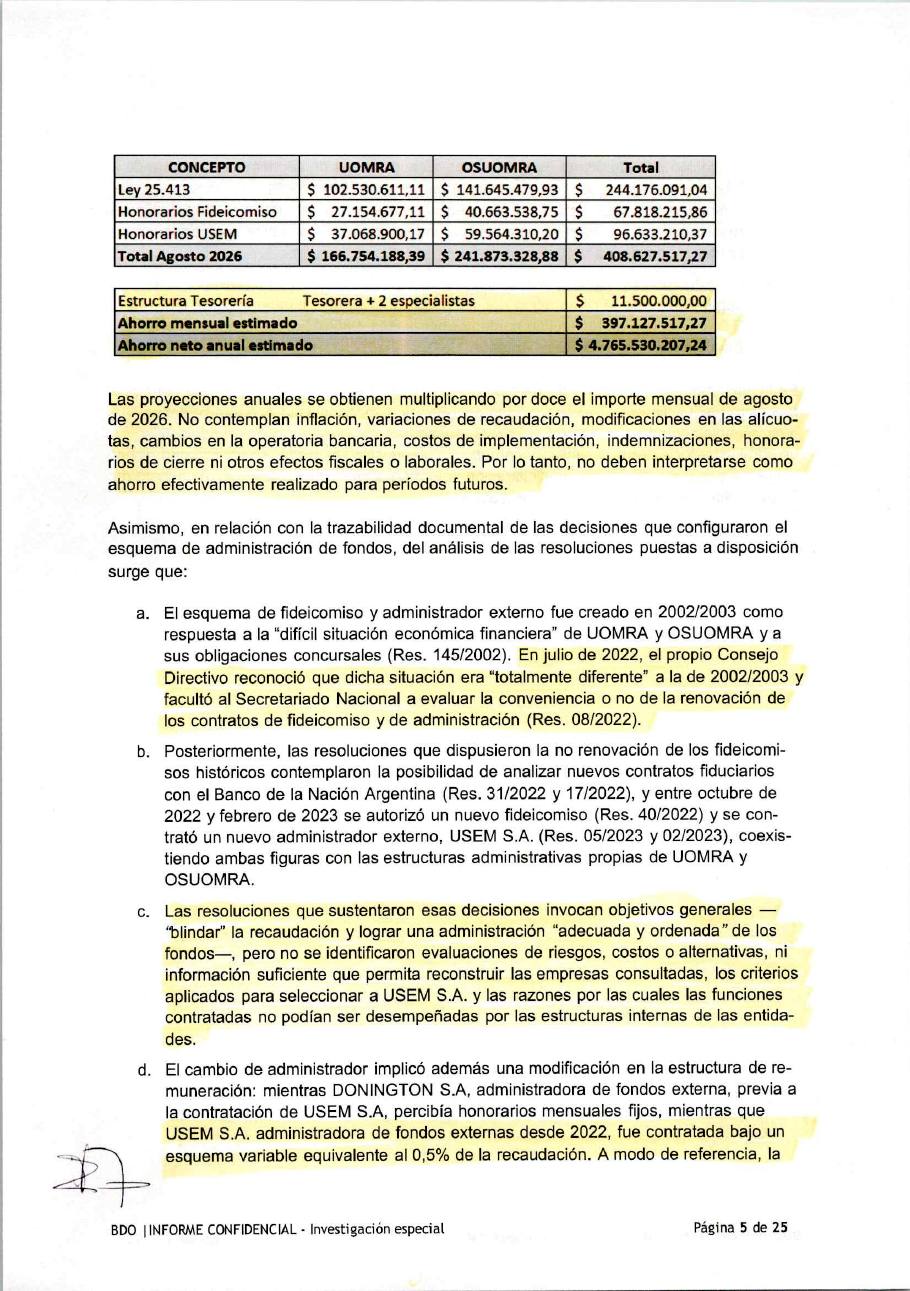 CONCEPTO UOMRA OSUOMRA Total
Ley 25.413 $ 102.530.611,11 $ 141.645.479,93 $ 244.176.091,04
Honorarios Fideicomiso $ 27.154.677,11 $ 40.663.538,75 $ 67.818.215,86
Honorarios USEM $ 37.068.900,17 $ 59.564.310,20 $ 96.633.210,37
Total Agosto 2026 $ 166.754.188,39 $ 241.873.328,88 $ 408.627.517,27
Estructura Tesorería Tesorera + 2 especialistas $ 11.500.000,00
Ahorro mensual estimado $ 397.127.517,27
Ahorro neto anual estimado $ 4.765.530.207,24
Las proyecciones anuales se obtienen multiplicando por doce el importe mensual de agosto
de 2026. No contemplan inflación, variaciones de recaudación, modificaciones en las alícuo-
tas, cambios en la operatoria bancaria, costos de implementación, indemnizaciones, honora-
rios de cierre ni otros efectos fiscales o laborales. Por lo tanto, no deben interpretarse como
ahorro efectivamente realizado para períodos futuros.
Asimismo, en relación con la trazabilidad documental de las decisiones que configuraron el
esquema de administración de fondos, del análisis de las resoluciones puestas a disposición
surge que:
a. El esquema de fideicomiso y administrador externo fue creado en 2002/2003 como
respuesta a la “difícil situación económica financiera” de UOMRA y OSUOMRA y a
sus obligaciones concursales (Res. 145/2002). En julio de 2022, el propio Consejo
Directivo reconoció que dicha situación era “totalmente diferente” a la de 2002/2003 y
facultó al Secretariado Nacional a evaluar la conveniencia o no de la renovación de
los contratos de fideicomiso y de administración (Res. 08/2022).
b. Posteriormente, las resoluciones que dispusieron la no renovación de los fideicomi-
sos históricos contemplaron la posibilidad de analizar nuevos contratos fiduciarios
con el Banco de la Nación Argentina (Res. 31/2022 y 17/2022), y entre octubre de
2022 y febrero de 2023 se autorizó un nuevo fideicomiso (Res. 40/2022) y se con-
trató un nuevo administrador externo, USEM S.A. (Res. 05/2023 y 02/2023), coexis-
tiendo ambas figuras con las estructuras administrativas propias de UOMRA y
OSUOMRA.
c. Las resoluciones que sustentaron esas decisiones invocan objetivos generales —
“blindar” la recaudación y lograr una administración “adecuada y ordenada” de los
fondos—, pero no se identificaron evaluaciones de riesgos, costos o alternativas, ni
información suficiente que permita reconstruir las empresas consultadas, los criterios
aplicados para seleccionar a USEM S.A. y las razones por las cuales las funciones
contratadas no podían ser desempeñadas por las estructuras internas de las entida-
des.
d. El cambio de administrador implicó además una modificación en la estructura de re-
muneración: mientras DONINGTON S.A, administradora de fondos externa, previa a
la contratación de USEM S.A, percibía honorarios mensuales fijos, mientras que
USEM S.A. administradora de fondos externas desde 2022, fue contratada bajo un
esquema variable equivalente al 0,5% de la recaudación. A modo de referencia, la
BDO | INFORME CONFIDENCIAL - Investigación especial Página 5 de 25